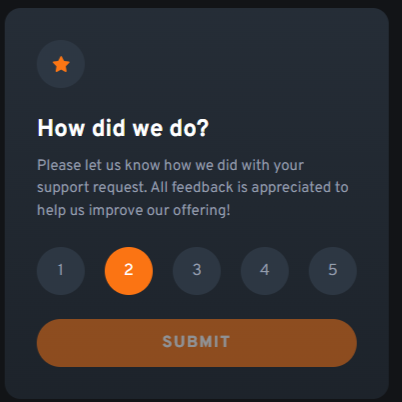 How did we do?
Please let us know how we did with your
support request. All feedback is appreciated to
help us improve our offering!
1 2 3 4 5
SUBMIT